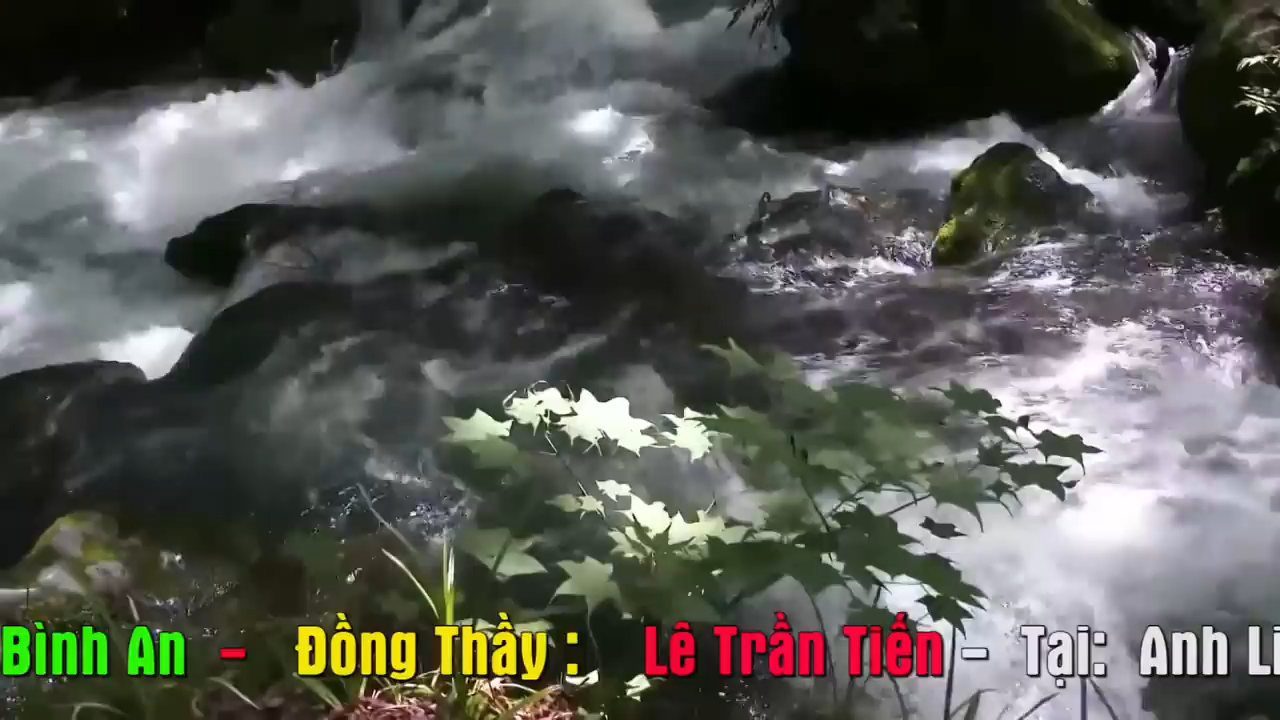 Bình An – Đồng Thầy : Lê Trần Tiến – Tại: Anh